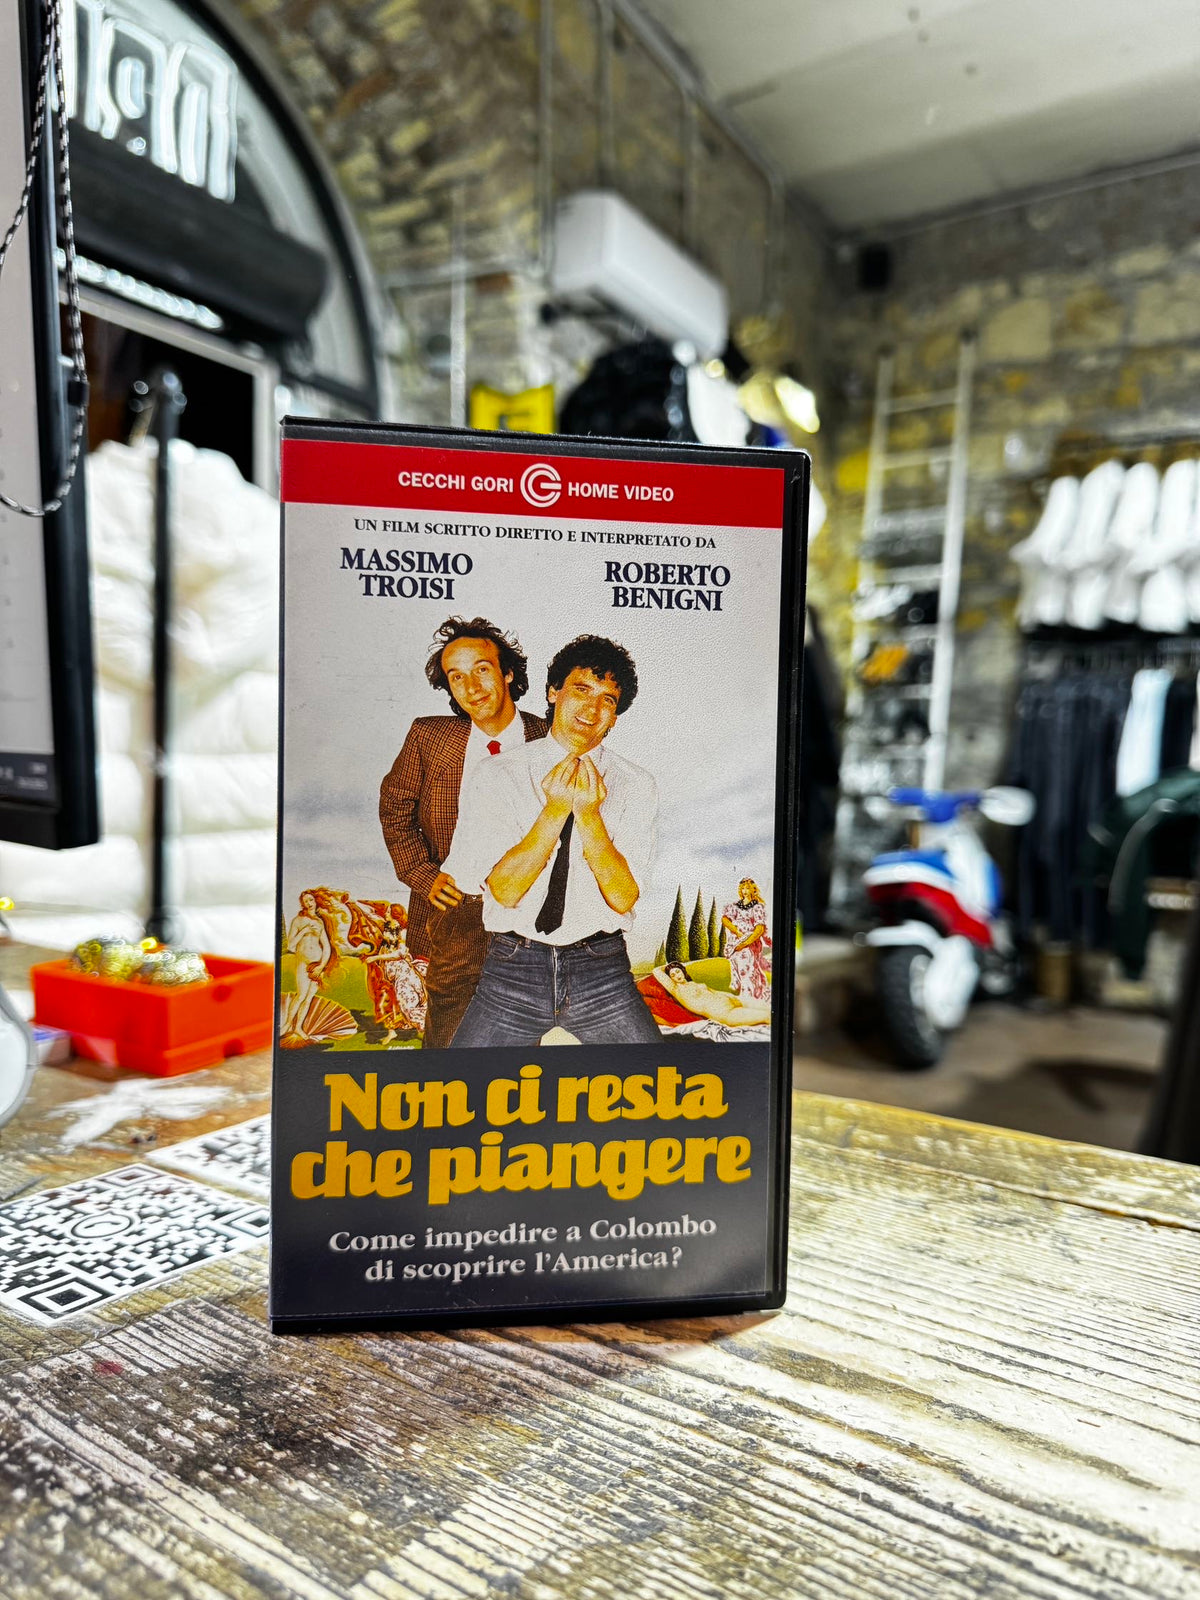 CECCHI GORI HOME VIDEO
UN FILM SCRITTO DIRETTO E INTERPRETATO DA
MASSIMO
TROISI
ROBERTO
BENIGNI
Non ci resta
che piangere
Come impedire a Colombo
di scoprire l'America?